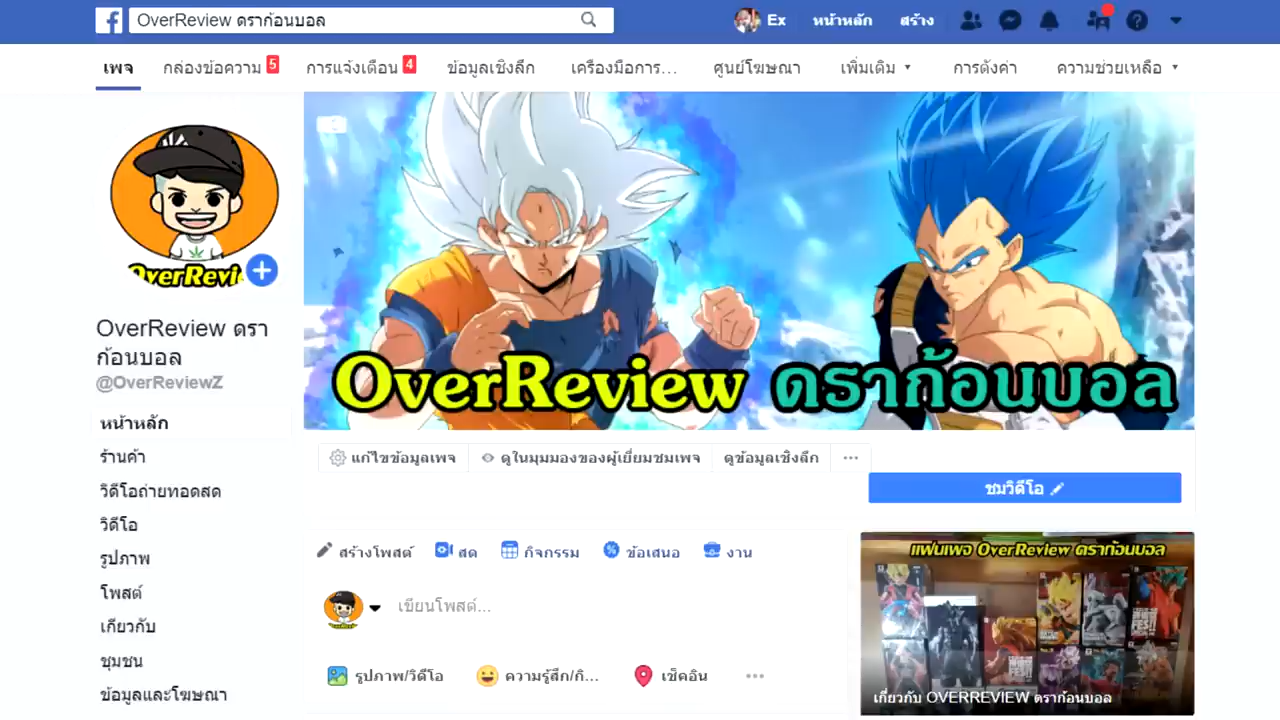 OverReview ดราก้อนบอล
Ex หน้าหลัก สร้าง
เพจ กล่องข้อความ 5 การแจ้งเตือน 4 ข้อมูลเชิงลึก เครื่องมือการ... ศูนย์โฆษณา เพิ่มเติม การตั้งค่า ความช่วยเหลือ
OverRevi
OverReview ดราก้อนบอล
OverReview ดรา
ก้อนบอล
@OverReviewZ
หน้าหลัก
ร้านค้า
วิดีโอถ่ายทอดสด
วิดีโอ
รูปภาพ
โพสต์
เกี่ยวกับ
ชุมชน
ข้อมูลและโฆษณา
แก้ไขข้อมูลเพจ ดูในมุมมองของผู้เยี่ยมชมเพจ ดูข้อมูลเชิงลึก ...
ชมวิดีโอ
สร้างโพสต์ สด กิจกรรม ข้อเสนอ งาน
เขียนโพสต์...
รูปภาพ/วิดีโอ ความรู้สึก/กิ... เช็คอิน ...
แฟนเพจ OverReview ดราก้อนบอล
เกี่ยวกับ OVERREVIEW ดราก้อนบอล